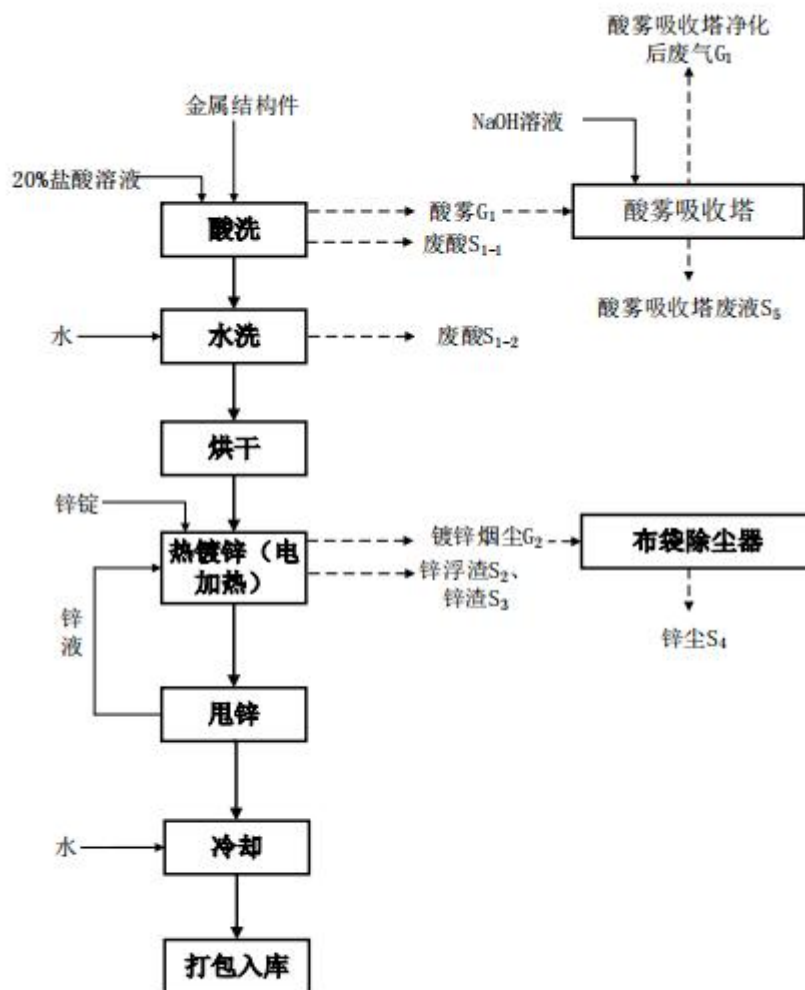 酸雾吸收塔净化
后废气G₁
金属结构件
NaOH溶液
20%盐酸溶液
酸洗
酸雾G₁
酸雾吸收塔
废酸S₁₋₁
酸雾吸收塔废液S₅
水
水洗
废酸S₁₋₂
烘干
锌锭
热镀锌（电
加热）
镀锌烟尘G₂
布袋除尘器
锌浮渣S₂、
锌渣S₃
锌尘S₄
锌
液
甩锌
水
冷却
打包入库